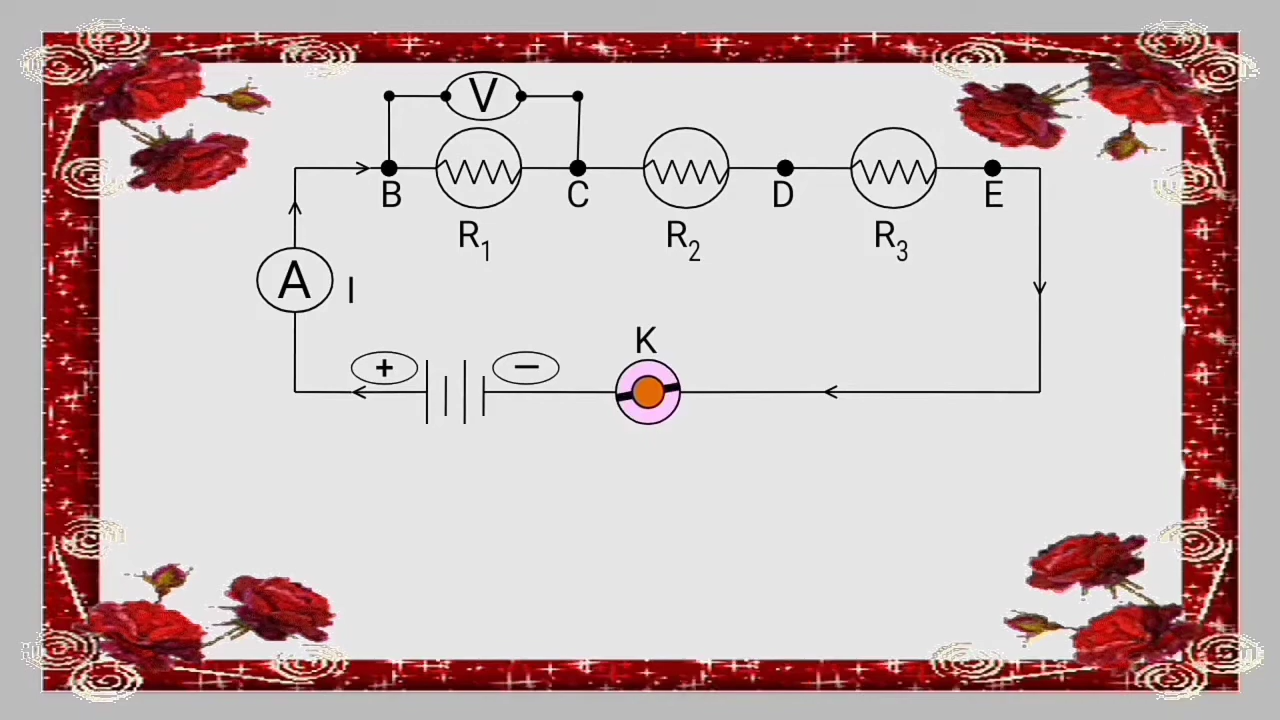 V
B C D E
R₁ R₂ R₃
A I
K
+ −